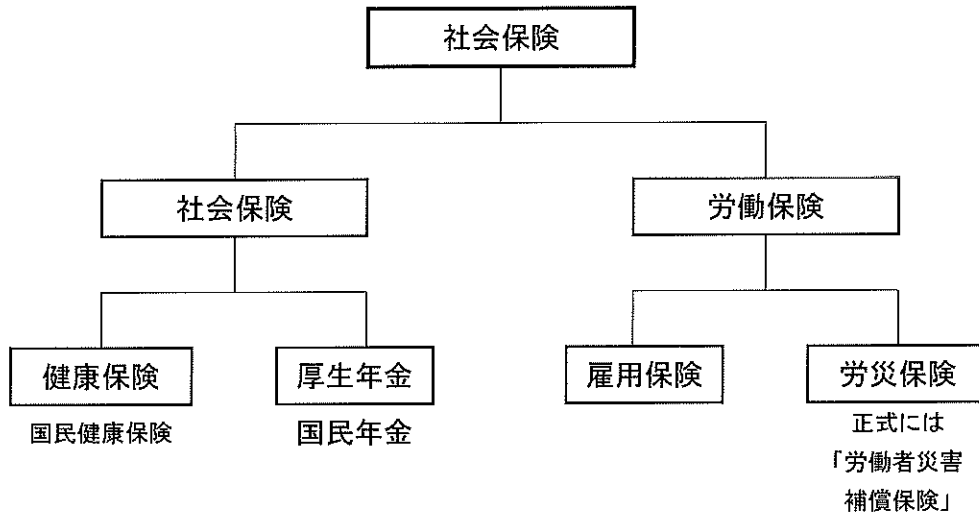 社会保険
社会保険
労働保険
健康保険
厚生年金
雇用保険
労災保険
国民健康保険
国民年金
正式には
「労働者災害
補償保険」